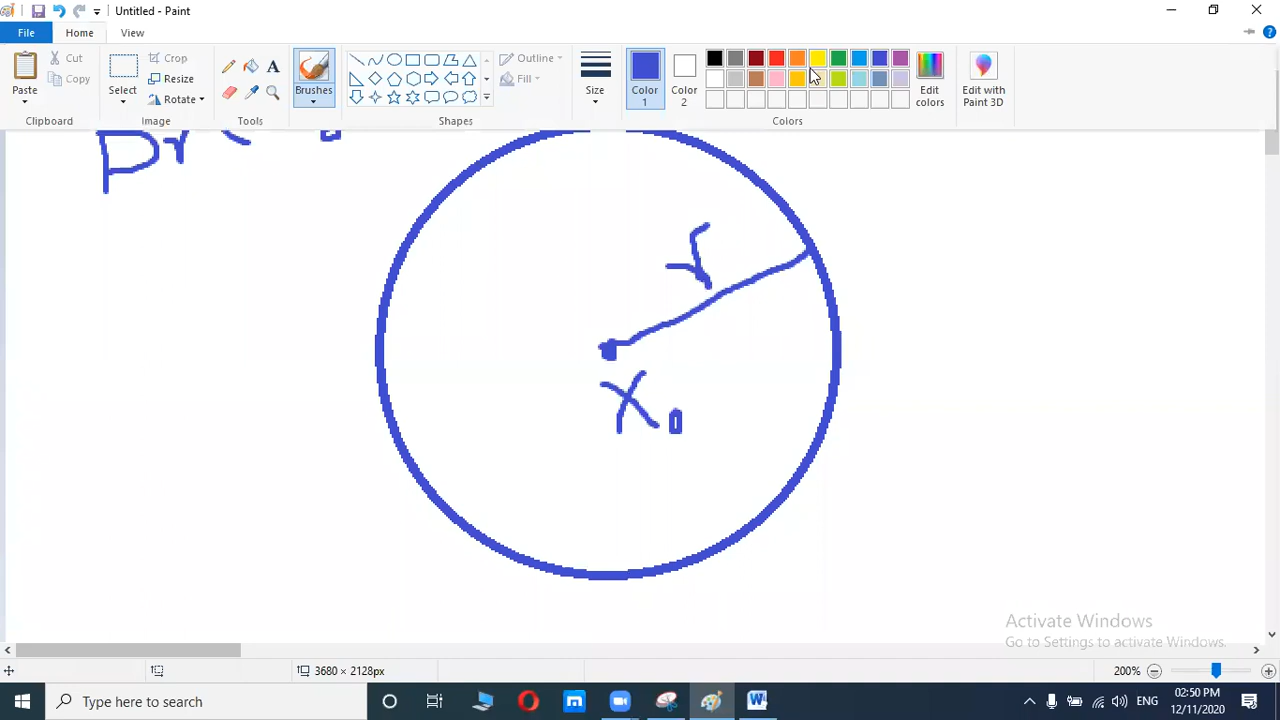 Untitled - Paint
File Home View
Paste Cut Copy Clipboard
Select Crop Resize Rotate Image
A Tools
Brushes
Shapes Outline Fill
Size
Color 1 Color 2 Colors
Edit colors
Edit with Paint 3D
r
X0
Activate Windows
Go to Settings to activate Windows.
3680 × 2128px 200%
Type here to search
ENG
02:50 PM
12/11/2020